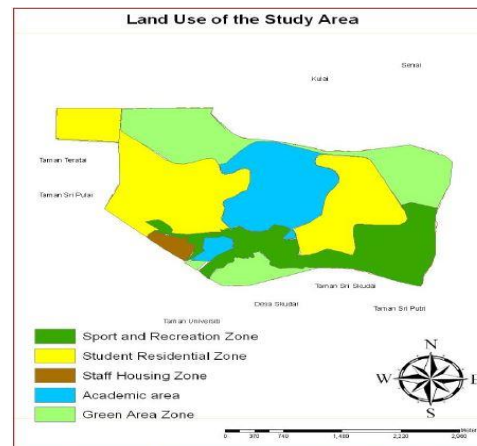 Land Use of the Study Area
Senai
Kulai
Taman Teratai
Taman Sri Pulai
Taman Sri Skudai
Desa Skudai
Taman Sri Putri
Taman Universiti
Sport and Recreation Zone
Student Residential Zone
Staff Housing Zone
Academic area
Green Area Zone
N
W E
S
0 370 740 1,480 2,220 2,960